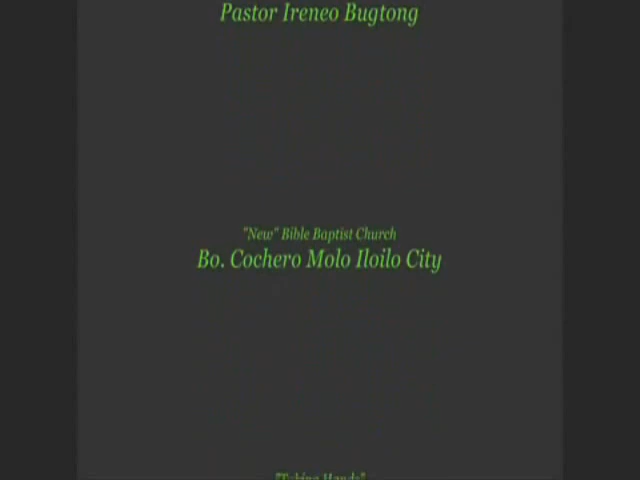 Pastor Ireneo Bugtong
"New" Bible Baptist Church
Bo. Cochero Molo Iloilo City